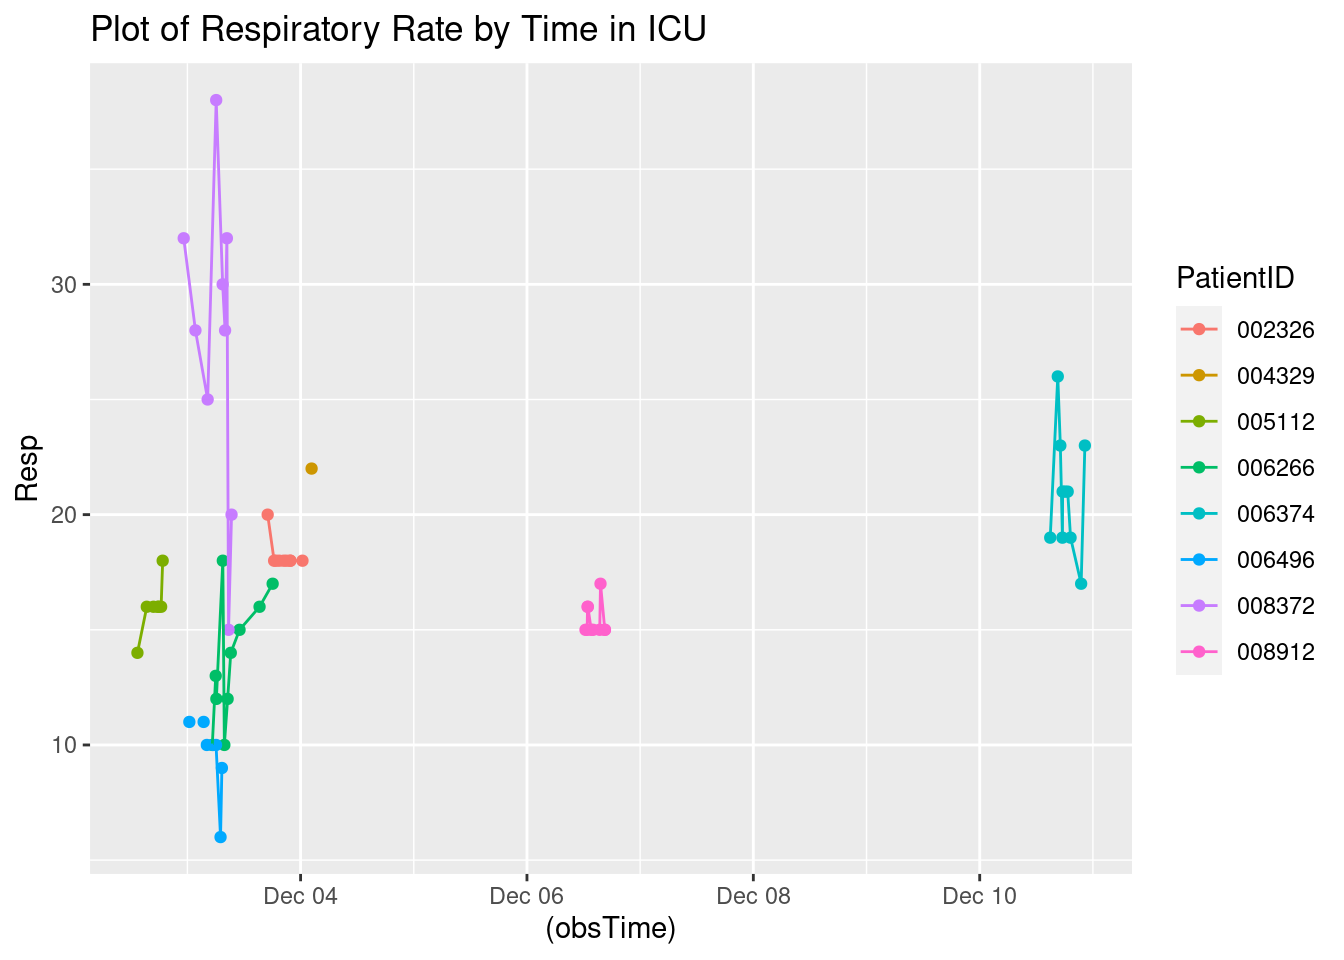 Plot of Respiratory Rate by Time in ICU
Resp
30
20
10
Dec 04
Dec 06
Dec 08
Dec 10
(obsTime)
PatientID
002326
004329
005112
006266
006374
006496
008372
008912